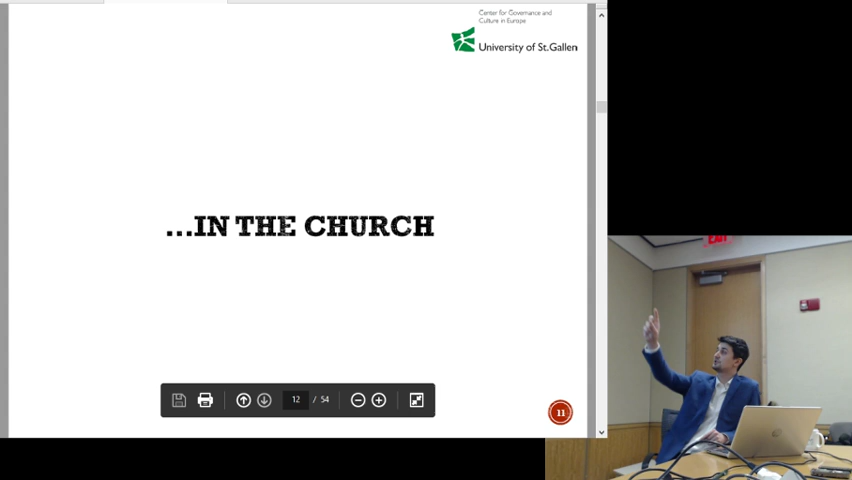 Center for Governance and
Culture in Europe
University of St.Gallen
...IN THE CHURCH
12 / 54
11
EXIT